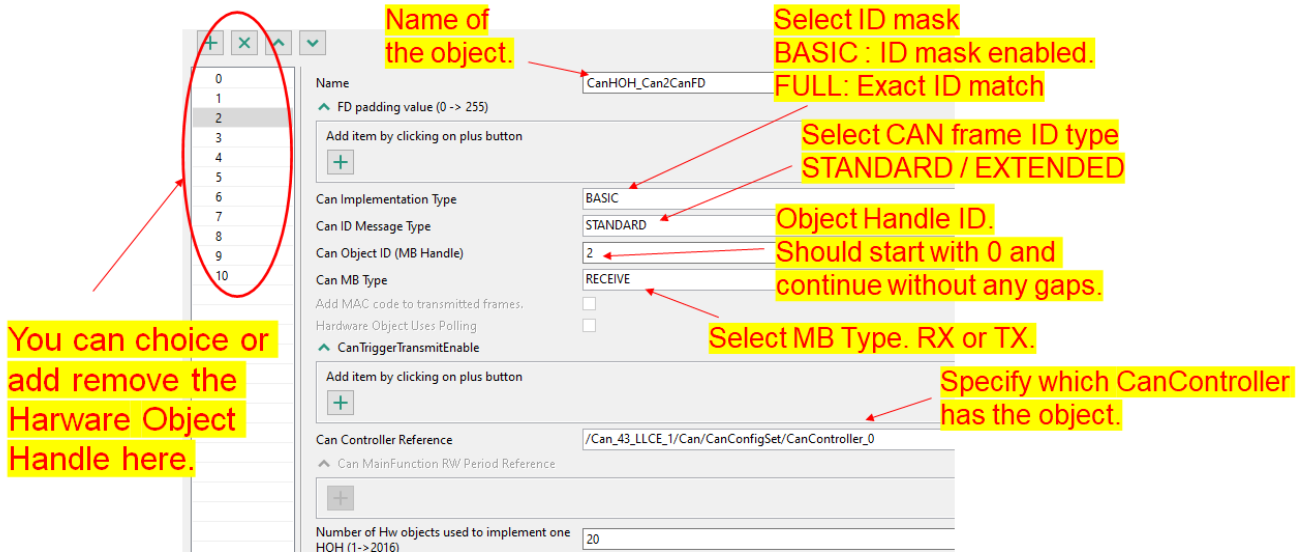 Name of
the object.
Select ID mask
BASIC : ID mask enabled.
FULL: Exact ID match
0
1
2
3
4
5
6
7
8
9
10
Name
CanHOH_Can2CanFD
FD padding value (0 -> 255)
Add item by clicking on plus button
Select CAN frame ID type
STANDARD / EXTENDED
Can Implementation Type
BASIC
Can ID Message Type
STANDARD
Object Handle ID.
Should start with 0 and
continue without any gaps.
Can Object ID (MB Handle)
2
Can MB Type
RECEIVE
Add MAC code to transmitted frames.
Hardware Object Uses Polling
Select MB Type. RX or TX.
You can choice or
add remove the
Harware Object
Handle here.
CanTriggerTransmitEnable
Add item by clicking on plus button
Specify which CanController
has the object.
Can Controller Reference
/Can_43_LLCE_1/Can/CanConfigSet/CanController_0
Can MainFunction RW Period Reference
Number of Hw objects used to implement one
HOH (1->2016)
20